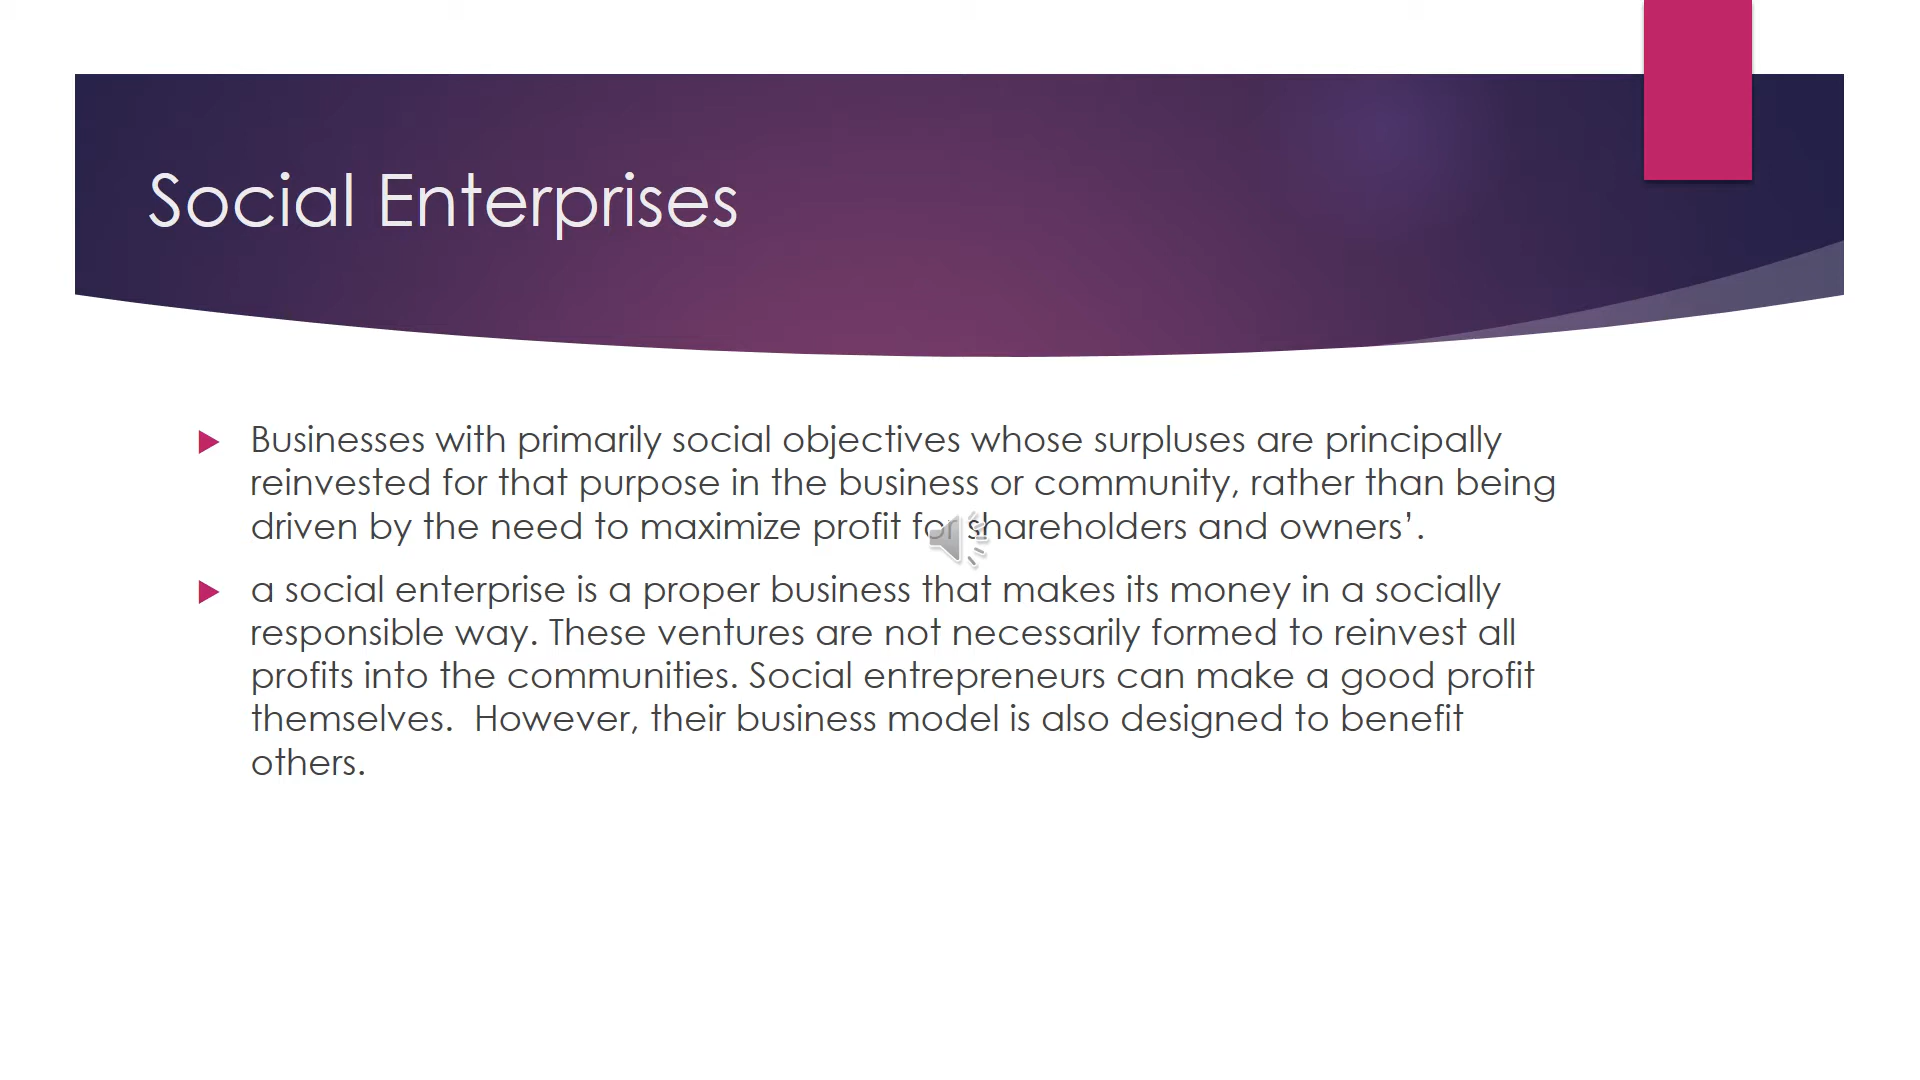 Social Enterprises
Businesses with primarily social objectives whose surpluses are principally
reinvested for that purpose in the business or community, rather than being
driven by the need to maximize profit for shareholders and owners’.
a social enterprise is a proper business that makes its money in a socially
responsible way. These ventures are not necessarily formed to reinvest all
profits into the communities. Social entrepreneurs can make a good profit
themselves.  However, their business model is also designed to benefit
others.